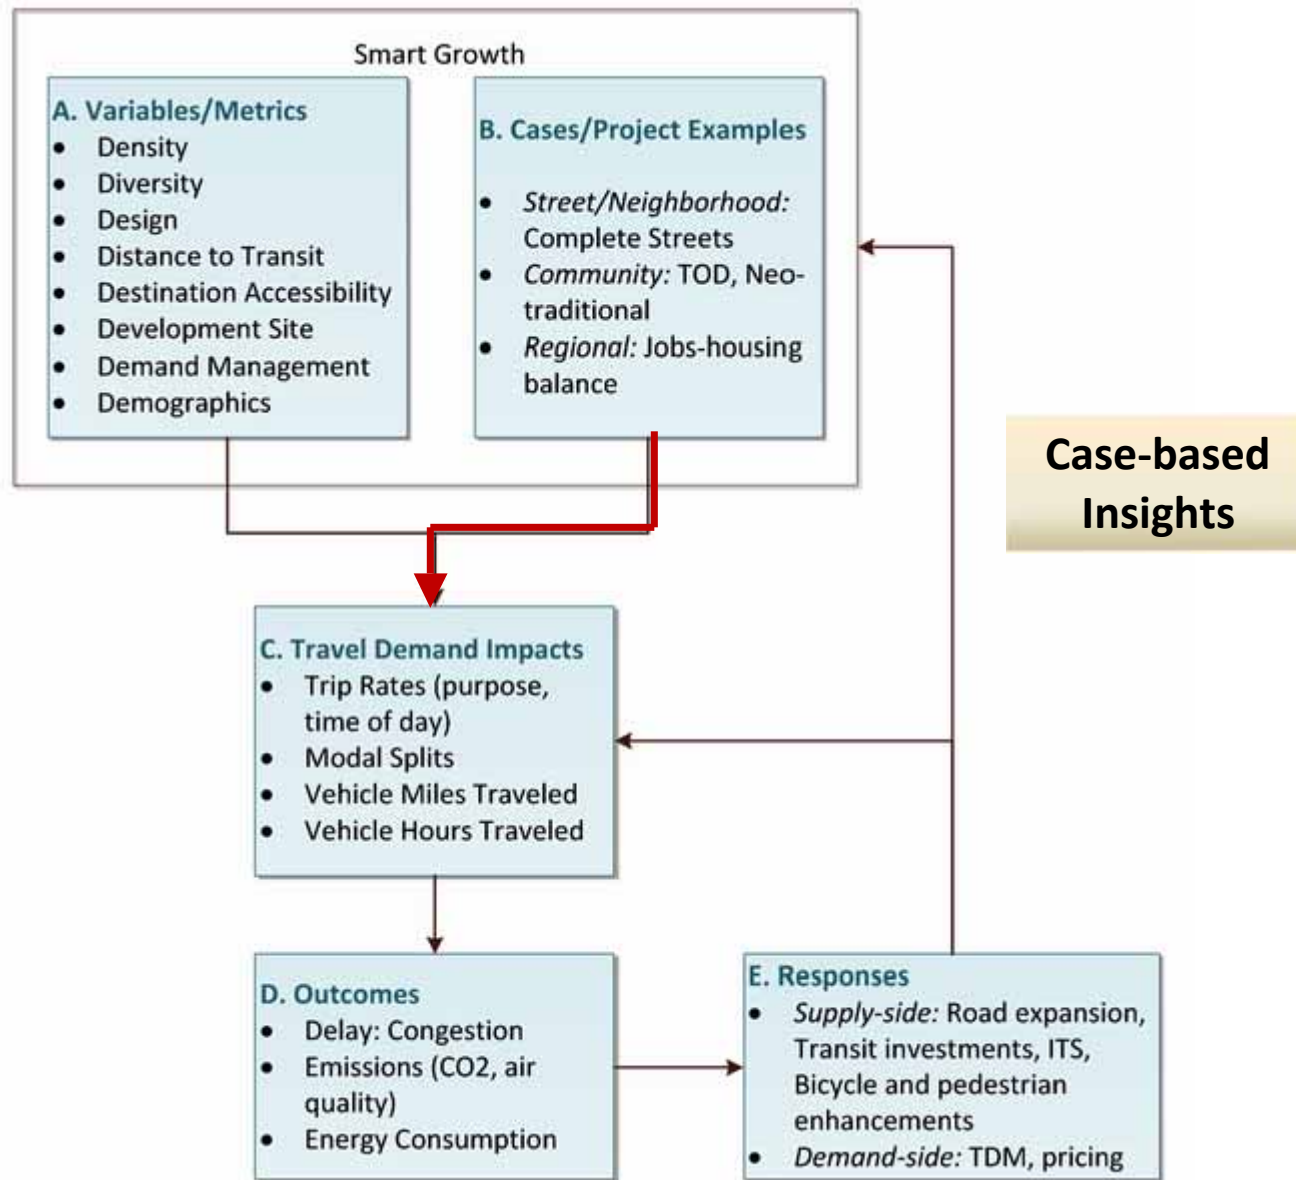 Smart Growth
A. Variables/Metrics
• Density
• Diversity
• Design
• Distance to Transit
• Destination Accessibility
• Development Site
• Demand Management
• Demographics
B. Cases/Project Examples
• Street/Neighborhood:
Complete Streets
• Community: TOD, Neo-
traditional
• Regional: Jobs-housing
balance
Case-based
Insights
C. Travel Demand Impacts
• Trip Rates (purpose,
time of day)
• Modal Splits
• Vehicle Miles Traveled
• Vehicle Hours Traveled
D. Outcomes
• Delay: Congestion
• Emissions (CO2, air
quality)
• Energy Consumption
E. Responses
• Supply-side: Road expansion,
Transit investments, ITS,
Bicycle and pedestrian
enhancements
• Demand-side: TDM, pricing